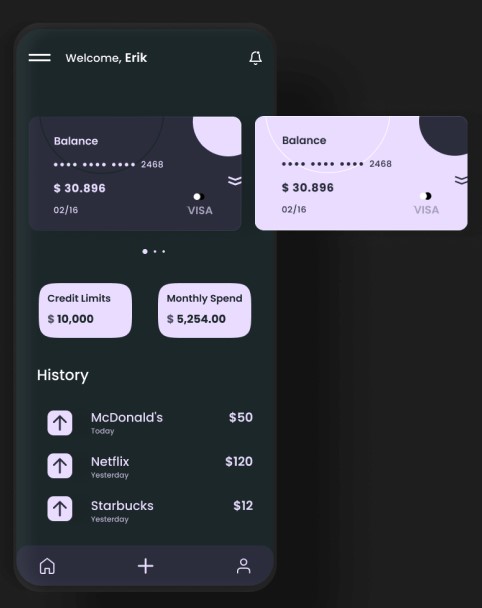 Welcome, Erik
Balance
•••• •••• •••• 2468
$ 30.896
02/16
VISA
Balance
•••• •••• •••• 2468
$ 30.896
02/16
VISA
Credit Limits
$ 10,000
Monthly Spend
$ 5,254.00
History
McDonald's
Today
$50
Netflix
Yesterday
$120
Starbucks
Yesterday
$12